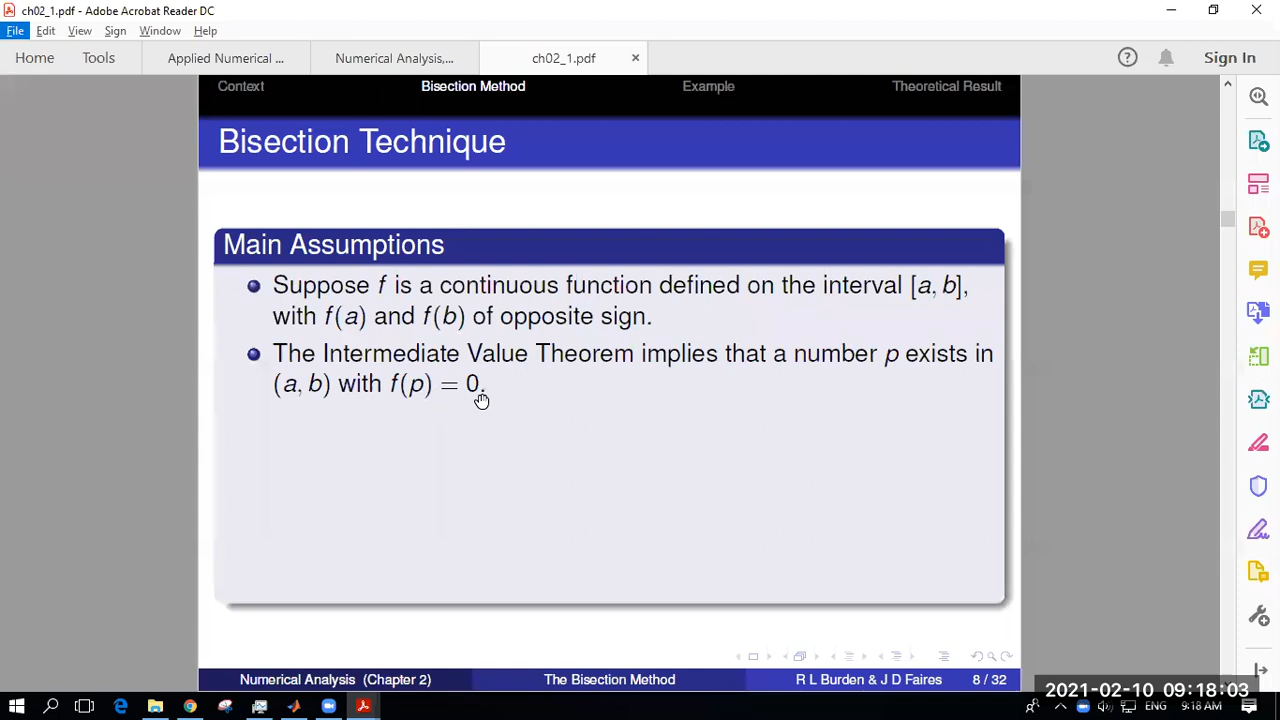 ch02_1.pdf - Adobe Acrobat Reader DC
File Edit View Sign Window Help
Home Tools Applied Numerical ... Numerical Analysis,... ch02_1.pdf × Sign In
Context Bisection Method Example Theoretical Result
Bisection Technique
Main Assumptions
Suppose f is a continuous function defined on the interval [a, b],
with f(a) and f(b) of opposite sign.
The Intermediate Value Theorem implies that a number p exists in
(a, b) with f(p) = 0.
Numerical Analysis (Chapter 2) The Bisection Method R L Burden & J D Faires 8 / 32
2021-02-10 09:18:03
ENG 9:18 AM